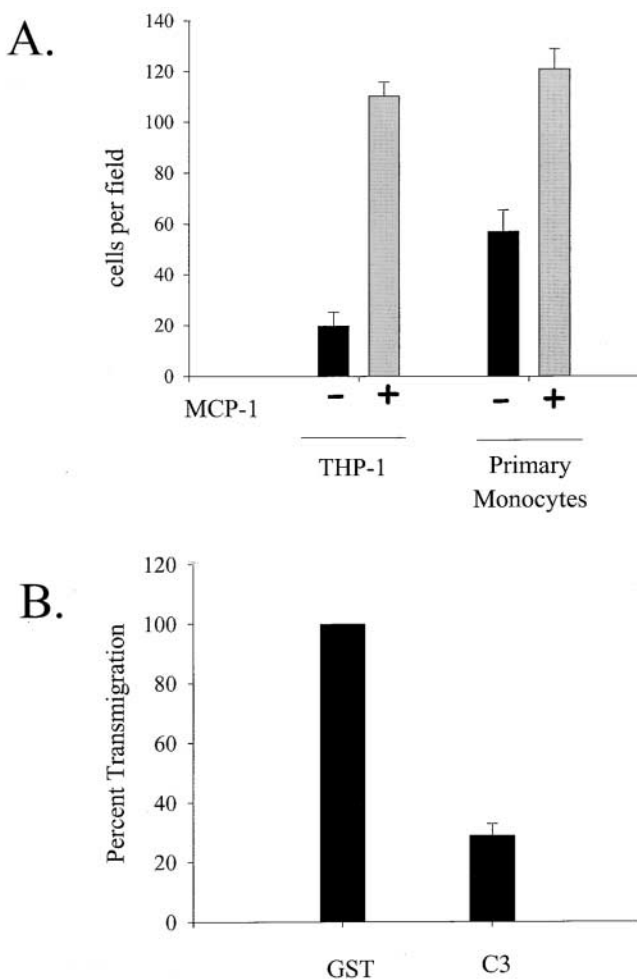 A.
140
120
100
80
60
40
20
0
cells per field
MCP-1 - + - +
THP-1 Primary
Monocytes
B.
120
100
80
60
40
20
0
Percent Transmigration
GST C3